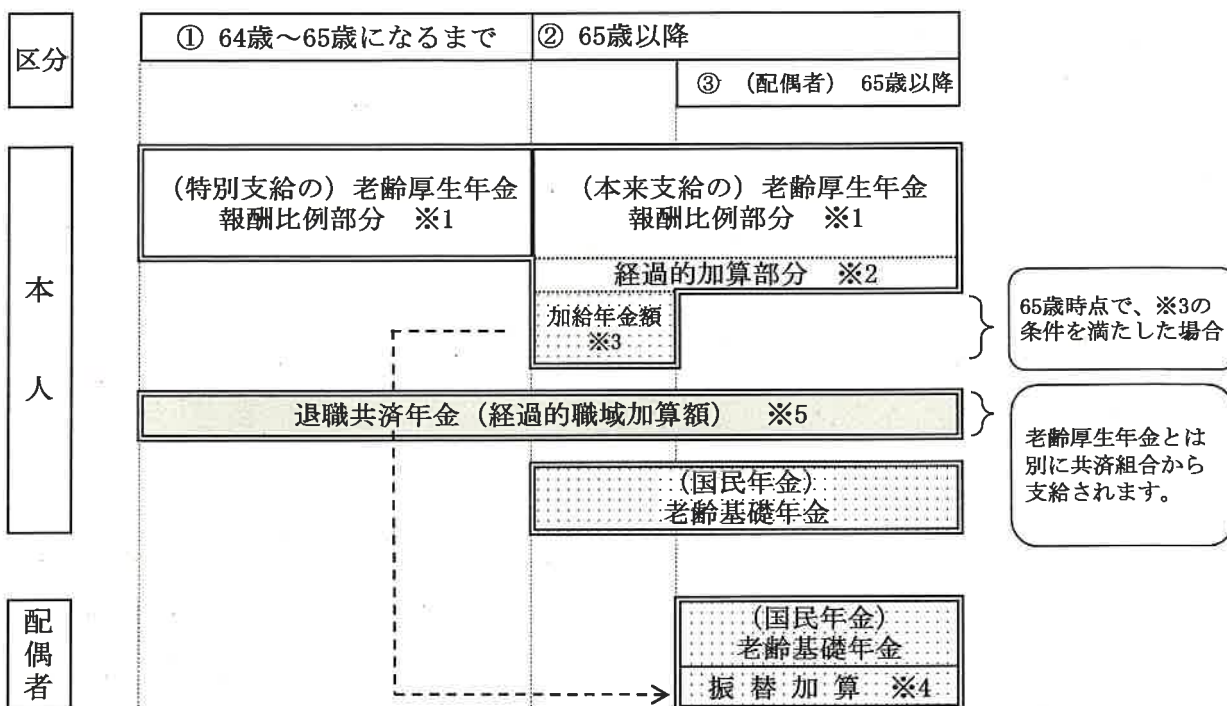 区分
① 64歳～65歳になるまで
② 65歳以降
③ （配偶者） 65歳以降
本人
（特別支給の）老齢厚生年金
報酬比例部分 ※1
（本来支給の）老齢厚生年金
報酬比例部分 ※1
経過的加算部分 ※2
加給年金額
※3
65歳時点で、※3の
条件を満たした場合
退職共済年金（経過的職域加算額） ※5
老齢厚生年金とは
別に共済組合から
支給されます。
（国民年金）
老齢基礎年金
配偶者
（国民年金）
老齢基礎年金
振替加算 ※4